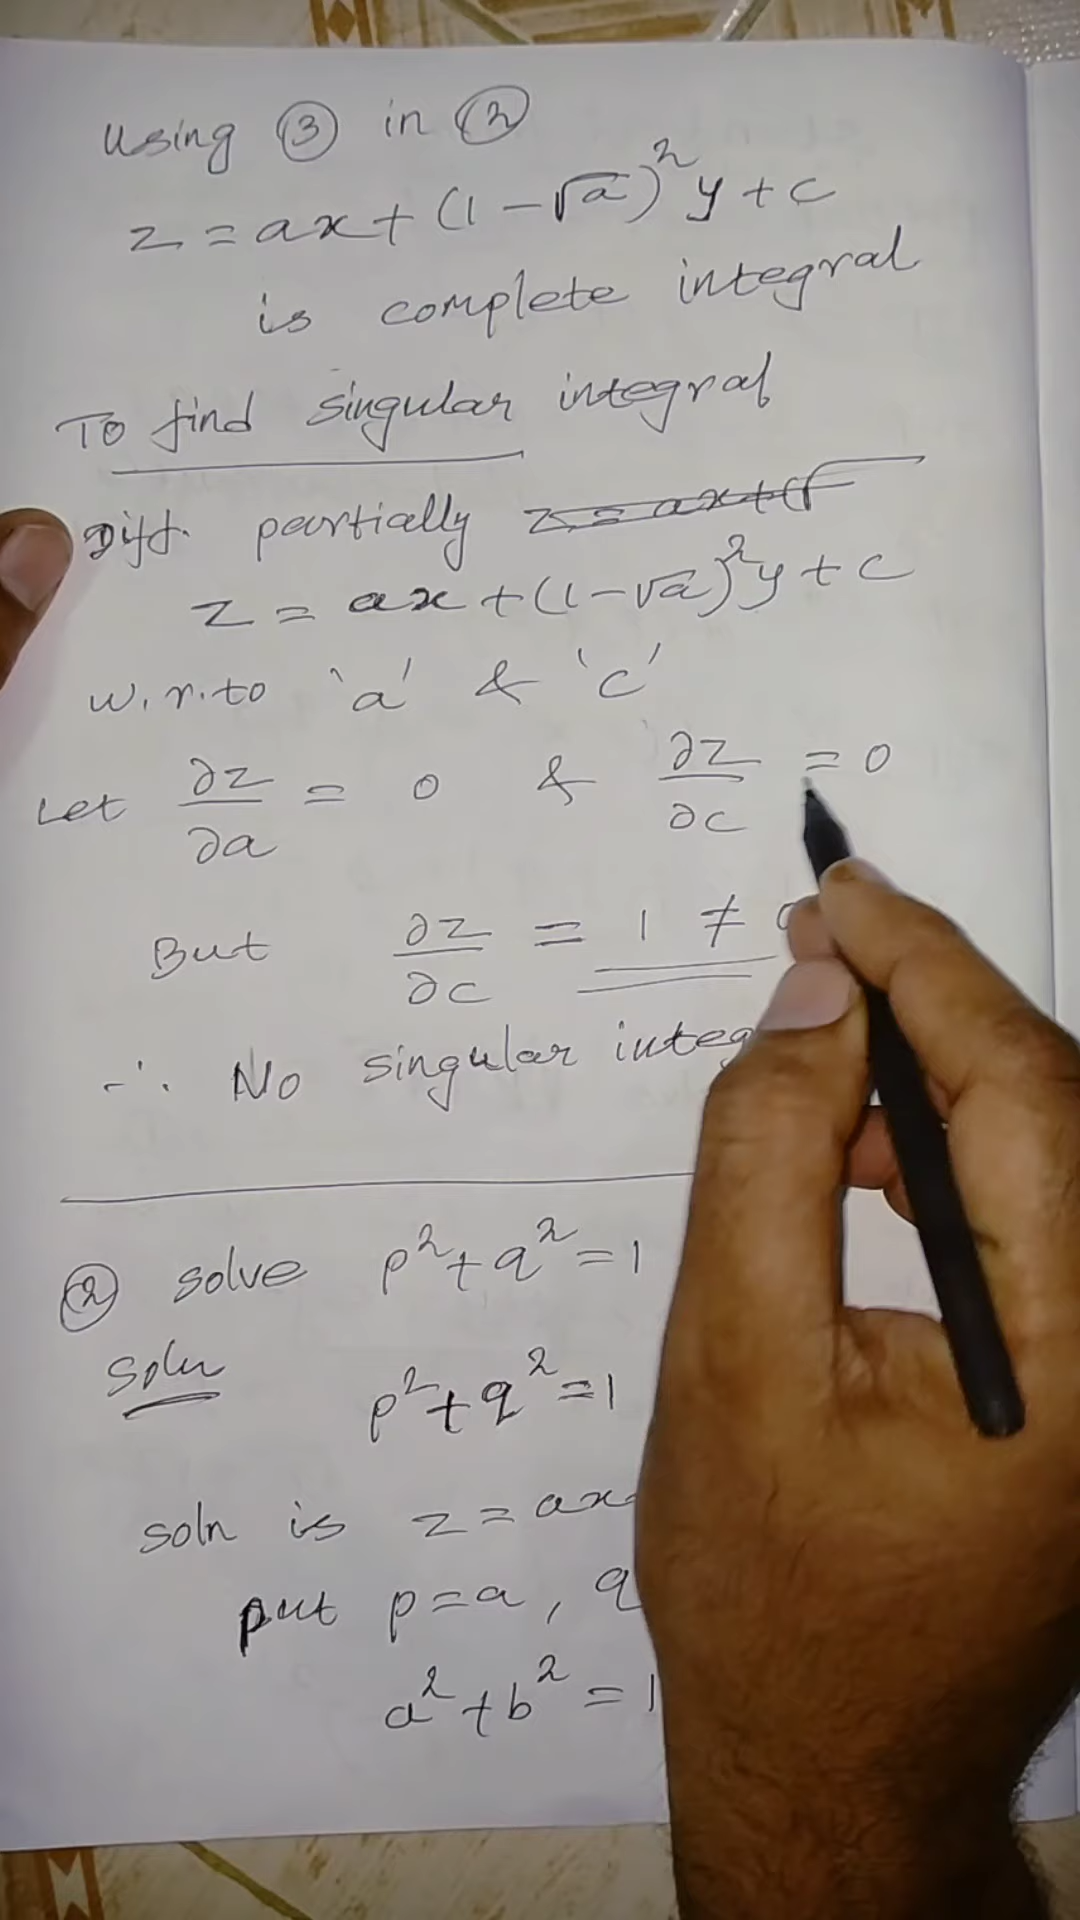 Using ③ in ②
z = ax + (1 - √a)² y + c
is complete integral
To find singular integral
Diff. partially
z = ax + (1 - √a)² y + c
w.r.to 'a' & 'c'
Let ∂z/∂a = 0 & ∂z/∂c = 0
But ∂z/∂c = 1 ≠
∴ No singular integ
② solve p² + q² = 1
Soln
p² + q² = 1
soln is z = ax
put p = a, q
a² + b² = 1